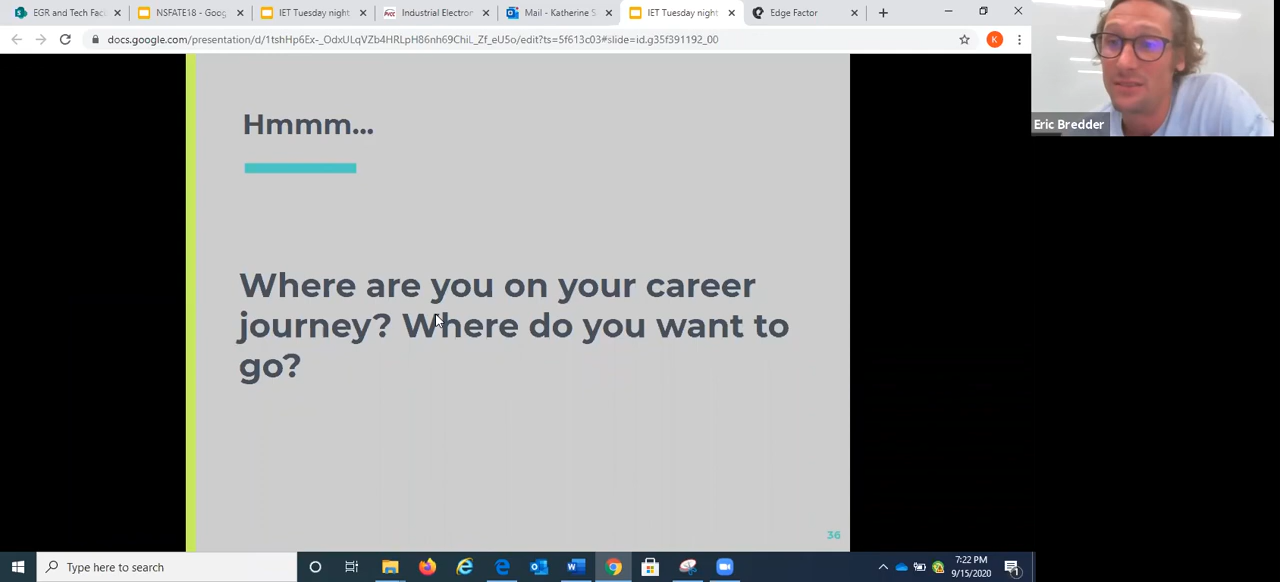 EGR and Tech Faci
NSFATE18 - Goog
IET Tuesday night
Industrial Electron
Mail - Katherine S
IET Tuesday night
Edge Factor
docs.google.com/presentation/d/1tshHp6Ex-_OdxULqVZb4HRLpH86nh69ChiL_Zf_eU5o/edit?ts=5f613c03#slide=id.g35f391192_00
K
Eric Bredder
Hmmm...
Where are you on your career
journey? Where do you want to
go?
36
Type here to search
7:22 PM
9/15/2020